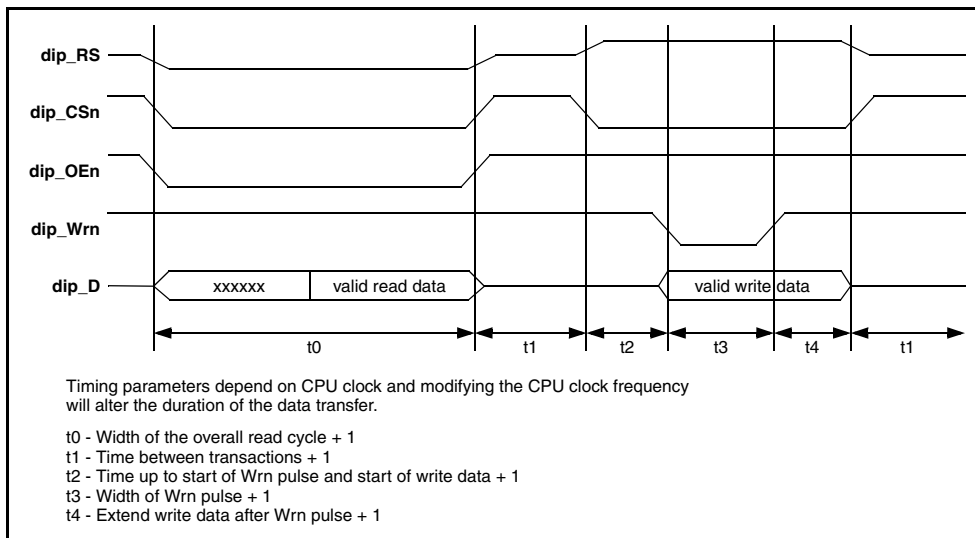 dip_RS
dip_CSn
dip_OEn
dip_Wrn
dip_D xxxxxx valid read data valid write data
t0 t1 t2 t3 t4 t1
Timing parameters depend on CPU clock and modifying the CPU clock frequency
will alter the duration of the data transfer.
t0 - Width of the overall read cycle + 1
t1 - Time between transactions + 1
t2 - Time up to start of Wrn pulse and start of write data + 1
t3 - Width of Wrn pulse + 1
t4 - Extend write data after Wrn pulse + 1